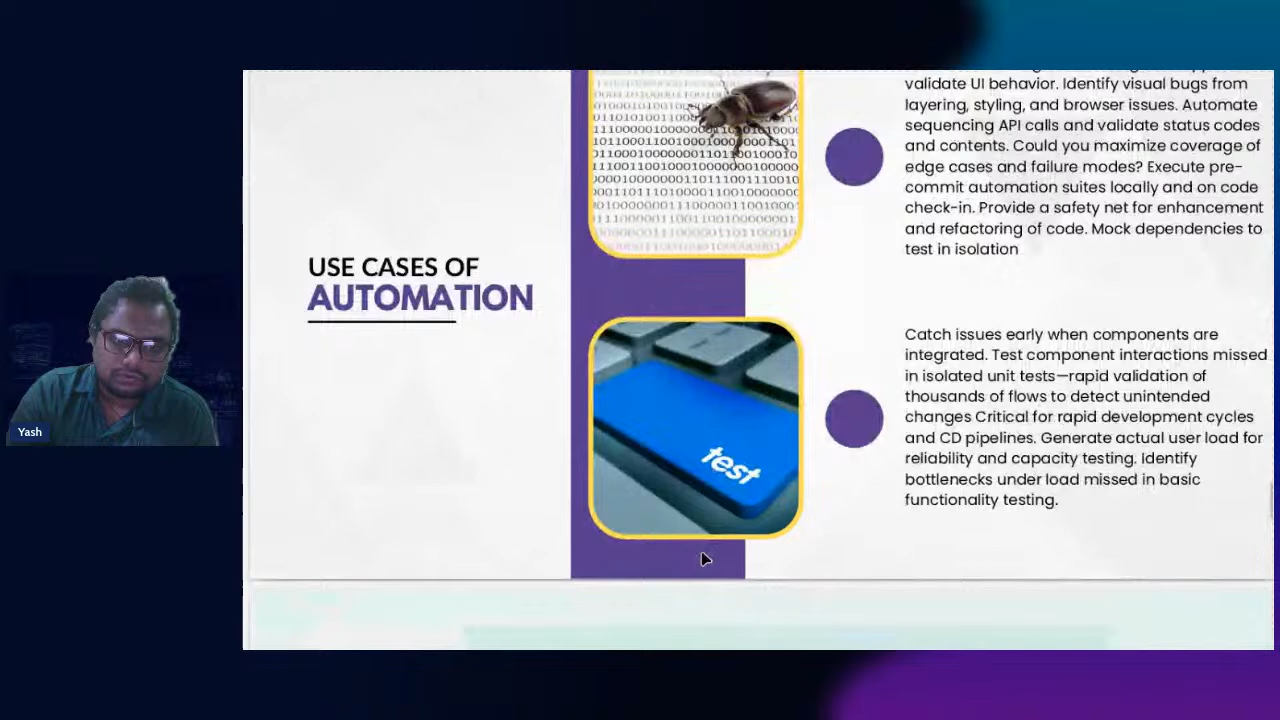 validate UI behavior. Identify visual bugs from
layering, styling, and browser issues. Automate
sequencing API calls and validate status codes
and contents. Could you maximize coverage of
edge cases and failure modes? Execute pre-
commit automation suites locally and on code
check-in. Provide a safety net for enhancement
and refactoring of code. Mock dependencies to
test in isolation
USE CASES OF
AUTOMATION
test
Catch issues early when components are
integrated. Test component interactions missed
in isolated unit tests—rapid validation of
thousands of flows to detect unintended
changes Critical for rapid development cycles
and CD pipelines. Generate actual user load for
reliability and capacity testing. Identify
bottlenecks under load missed in basic
functionality testing.
Yash